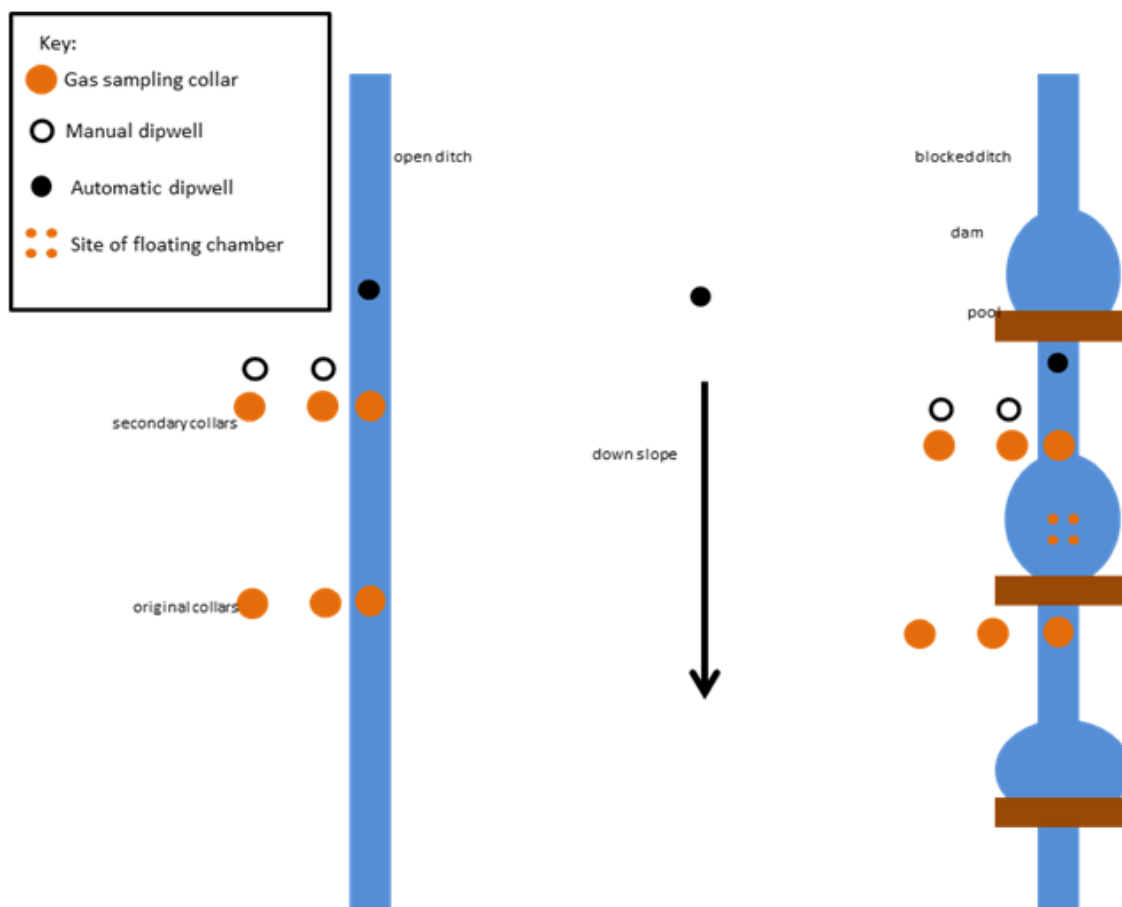 Key:
Gas sampling collar
Manual dipwell
Automatic dipwell
Site of floating chamber
open ditch
blocked ditch
dam
pool
secondary collars
down slope
original collars